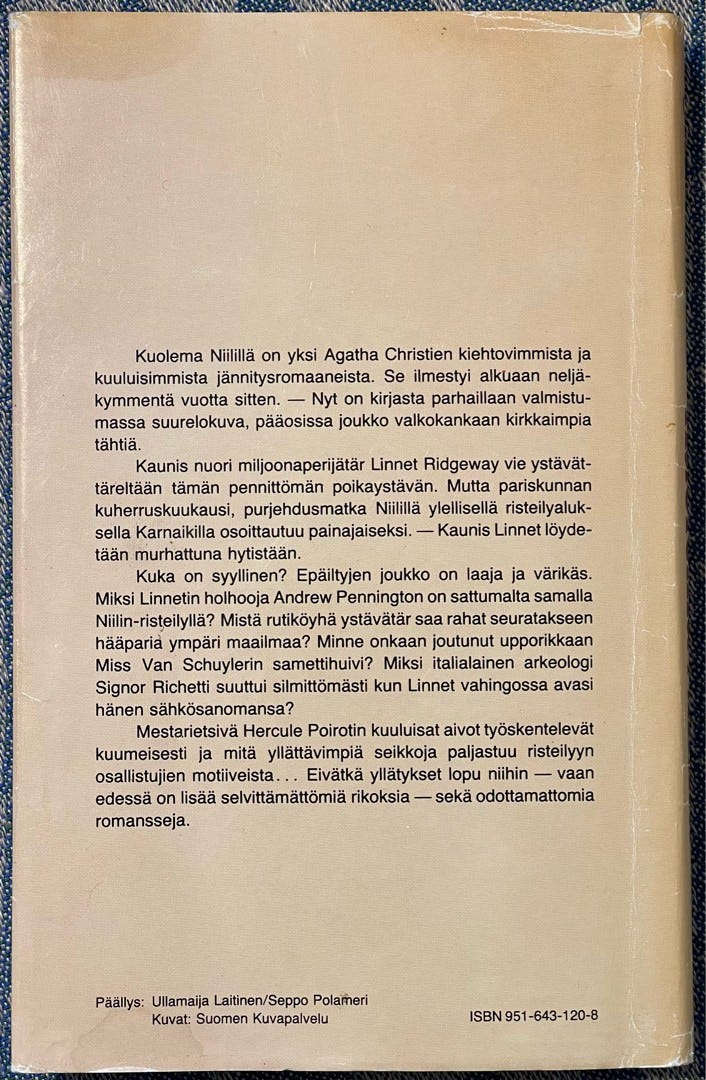 Kuolema Niilillä on yksi Agatha Christien kiehtovimmista ja
kuuluisimmista jännitysromaaneista. Se ilmestyi alkuaan neljä-
kymmentä vuotta sitten. — Nyt on kirjasta parhaillaan valmistu-
massa suurelokuva, pääosissa joukko valkokankaan kirkkaimpia
tähtiä.
Kaunis nuori miljoonaperijätär Linnet Ridgeway vie ystävät-
täreltään tämän pennittömän poikaystävän. Mutta pariskunnan
kuherruskuukausi, purjehdusmatka Niilillä ylellisellä risteilyaluk-
sella Karnaikilla osoittautuu painajaiseksi. — Kaunis Linnet löyde-
tään murhattuna hytistään.
Kuka on syyllinen? Epäiltyjen joukko on laaja ja värikäs.
Miksi Linnetin holhooja Andrew Pennington on sattumalta samalla
Niilin-risteilyllä? Mistä rutiköyhä ystävätär saa rahat seuratakseen
hääparia ympäri maailmaa? Minne onkaan joutunut upporikkaan
Miss Van Schuylerin samettihuivi? Miksi italialainen arkeologi
Signor Richetti suuttui silmittömästi kun Linnet vahingossa avasi
hänen sähkösanomansa?
Mestarietsivä Hercule Poirotin kuuluisat aivot työskentelevät
kuumeisesti ja mitä yllättävimpiä seikkoja paljastuu risteilyyn
osallistujien motiiveista... Eivätkä yllätykset lopu niihin — vaan
edessä on lisää selvittämättömiä rikoksia — sekä odottamattomia
romansseja.
Päällys: Ullamaija Laitinen/Seppo Polameri
Kuvat: Suomen Kuvapalvelu
ISBN 951-643-120-8